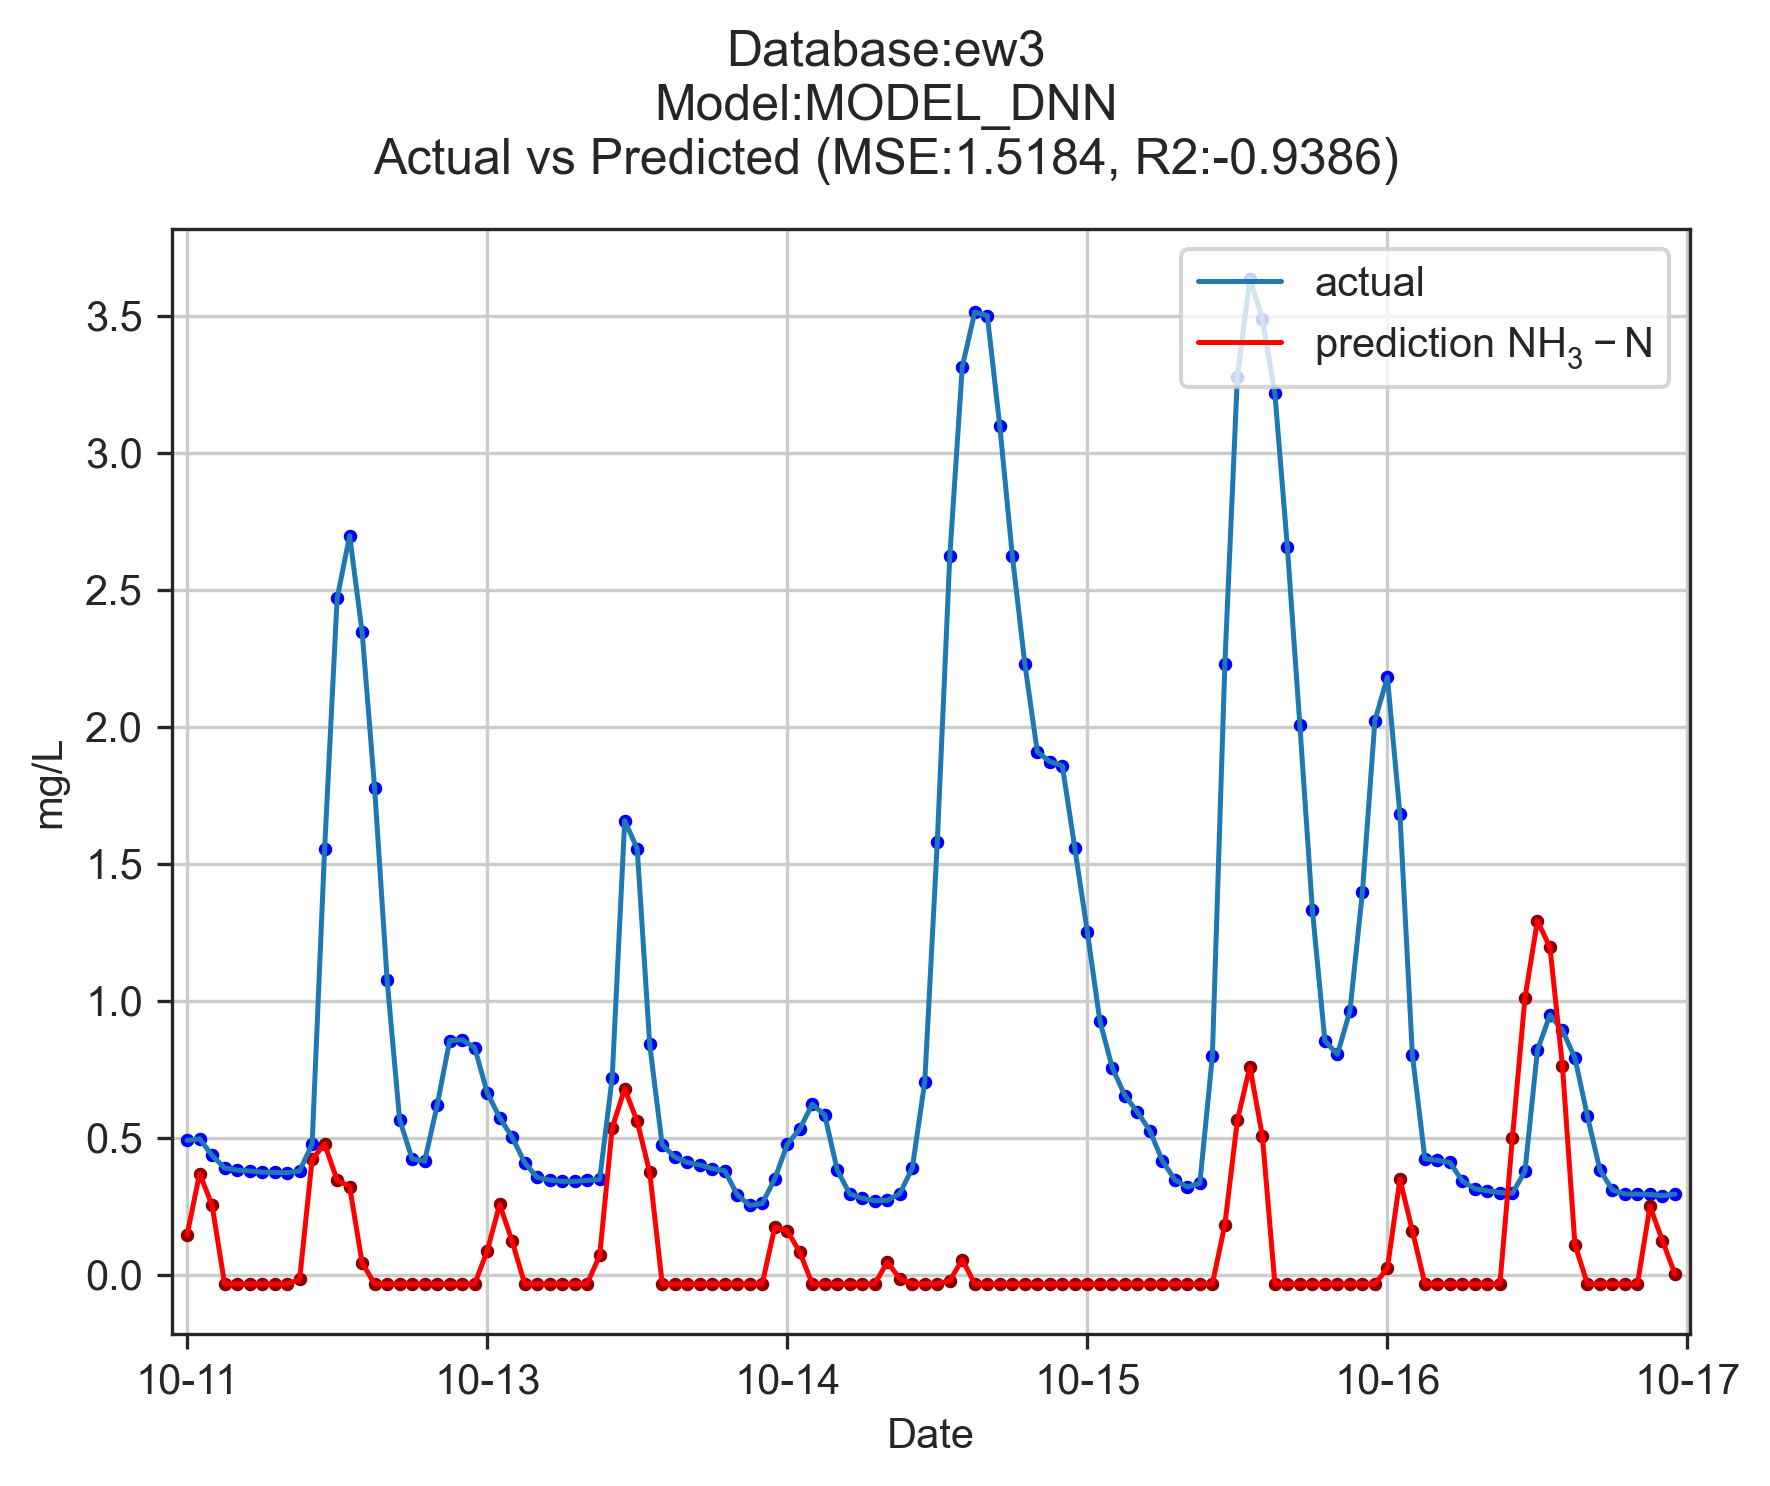 Database:ew3
Model:MODEL_DNN
Actual vs Predicted (MSE:1.5184, R2:-0.9386)
actual
prediction NH₃ − N
3.5
3.0
2.5
2.0
1.5
1.0
0.5
0.0
mg/L
10-11 10-13 10-14 10-15 10-16 10-17
Date